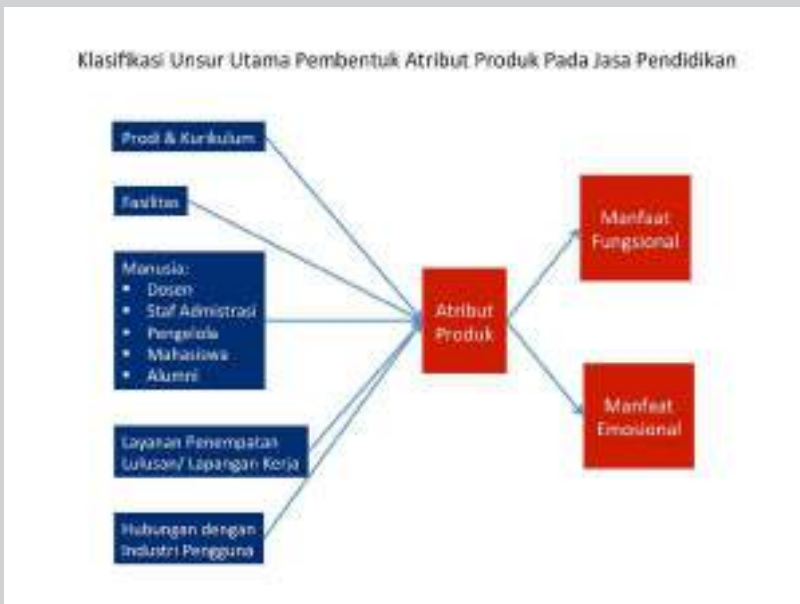 Klasifikasi Unsur Utama Pembentuk Atribut Produk Pada Jasa Pendidikan
Prodi & Kurikulum
Fasilitas
Manusia:
• Dosen
• Staf Admistrasi
• Pengelola
• Mahasiswa
• Alumni
Layanan Penempatan
Lulusan/ Lapangan Kerja
Hubungan dengan
Industri Pengguna
Atribut
Produk
Manfaat
Fungsional
Manfaat
Emosional